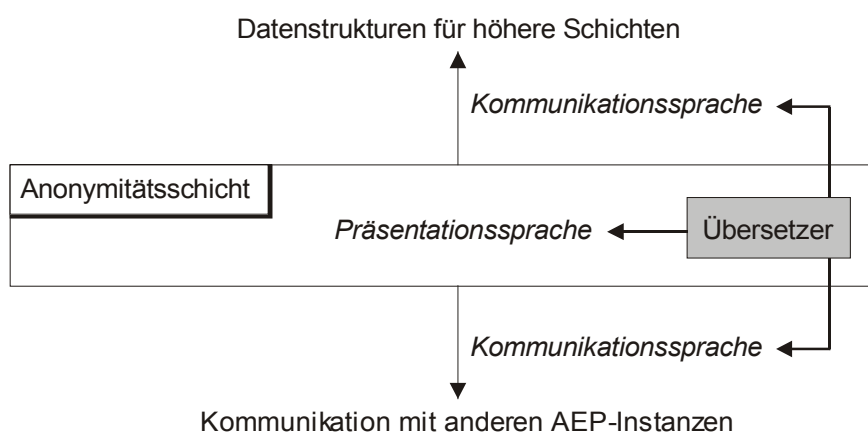 Datenstrukturen für höhere Schichten
Kommunikationssprache
Anonymitätsschicht
Präsentationssprache
Übersetzer
Kommunikationssprache
Kommunikation mit anderen AEP-Instanzen